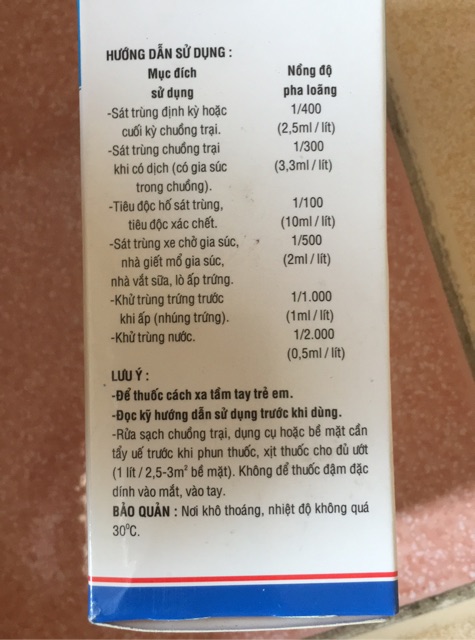 HƯỚNG DẪN SỬ DỤNG :
Mục đích sử dụng
Nồng độ pha loãng
-Sát trùng định kỳ hoặc 1/400
cuối kỳ chuồng trại. (2,5ml / lít)
-Sát trùng chuồng trại 1/300
khi có dịch (có gia súc (3,3ml / lít)
trong chuồng).
-Tiêu độc hố sát trùng, 1/100
tiêu độc xác chết. (10ml / lít)
-Sát trùng xe chở gia súc, 1/500
nhà giết mổ gia súc, (2ml / lít)
nhà vắt sữa, lò ấp trứng.
-Khử trùng trứng trước 1/1.000
khi ấp (nhúng trứng). (1ml / lít)
-Khử trùng nước. 1/2.000
(0,5ml / lít)
LƯU Ý :
-Để thuốc cách xa tầm tay trẻ em.
-Đọc kỹ hướng dẫn sử dụng trước khi dùng.
-Rửa sạch chuồng trại, dụng cụ hoặc bề mặt cần
tẩy uế trước khi phun thuốc, xịt thuốc cho đủ ướt
(1 lít / 2,5-3m² bề mặt). Không để thuốc đậm đặc
dính vào mắt, vào tay.
BẢO QUẢN : Nơi khô thoáng, nhiệt độ không quá
30⁰C.